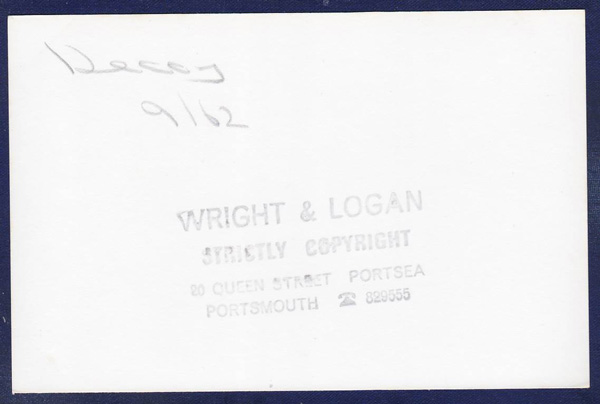 Decoy
9/62
WRIGHT & LOGAN
STRICTLY COPYRIGHT
20 QUEEN STREET PORTSEA
PORTSMOUTH ☎ 829555